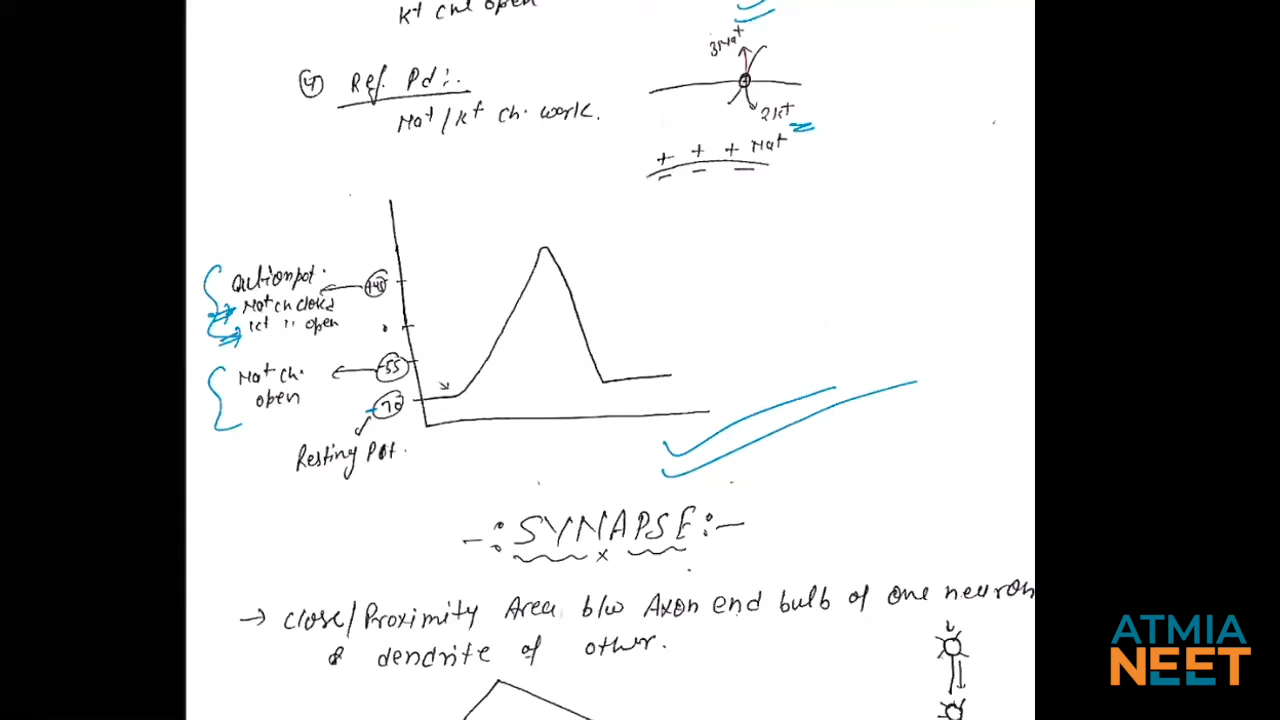 K+ chl open
④ Ref. Pd:-
Na+/K+ ch. work.
3Na+
2K+
+ + + Na+
Action pot.
Na+ ch closed
K+ " open
+45
Na+ ch.
open
-55
-70
Resting Pot.
-: SYNAPSE :-
→ Close/Proximity Area b/w Axon end bulb of one neuron
& dendrite of other.
ATMIA
NEET